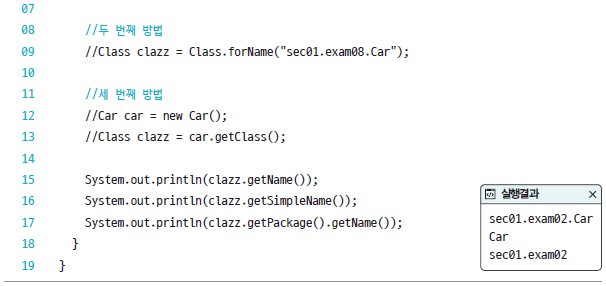 07
08 //두 번째 방법
09 //Class clazz = Class.forName("sec01.exam08.Car");
10
11 //세 번째 방법
12 //Car car = new Car();
13 //Class clazz = car.getClass();
14
15 System.out.println(clazz.getName());
16 System.out.println(clazz.getSimpleName());
17 System.out.println(clazz.getPackage().getName());
18 }
19 }
실행결과
sec01.exam02.Car
Car
sec01.exam02